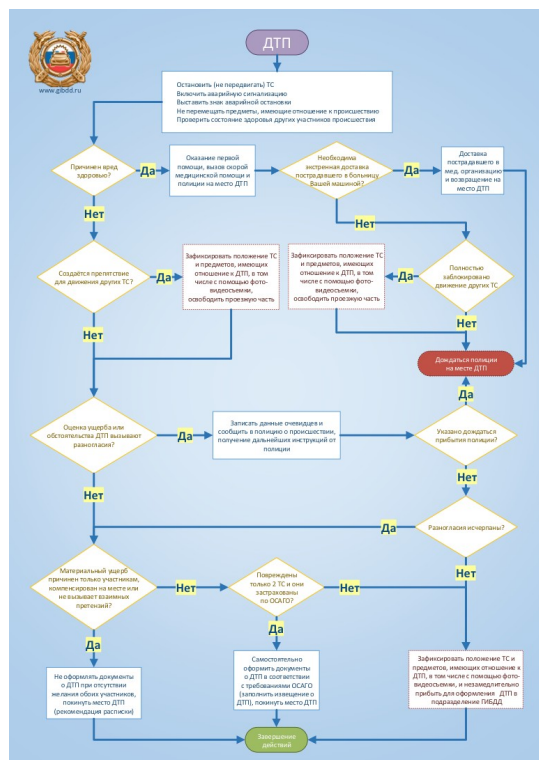 ДТП
www.gibdd.ru
Остановить (не передвигать) ТС
Включить аварийную сигнализацию
Выставить знак аварийной остановки
Не перемещать предметы, имеющие отношение к происшествию
Проверить состояние здоровья других участников происшествия
Причинен вред
здоровью?
Да
Оказание первой
помощи, вызов скорой
медицинской помощи и
полиции на место ДТП
Необходима
экстренная доставка
пострадавшего в больницу
Вашей машиной?
Да
Доставка
пострадавшего в
мед. организацию
и возвращение на
место ДТП
Нет
Нет
Создаётся препятствие
для движения других ТС?
Да
Зафиксировать положение ТС
и предметов, имеющих
отношение к ДТП, в том
числе с помощью фото-
видеосъемки,
освободить проезжую часть
Зафиксировать положение ТС
и предметов, имеющих
отношение к ДТП, в том
числе с помощью фото-
видеосъемки,
освободить проезжую часть
Да
Полностью
заблокировано
движение других ТС
Нет
Нет
Дождаться полиции
на месте ДТП
Да
Оценка ущерба или
обстоятельства ДТП вызывают
разногласия?
Да
Записать данные очевидцев и
сообщить в полицию о происшествии,
получение дальнейших инструкций от
полиции
Указано дождаться
прибытия полиции?
Нет
Нет
Да
Разногласия исчерпаны?
Нет
Материальный ущерб
причинен только участникам,
компенсирован на месте или
не вызывает взаимных
претензий?
Нет
Повреждены
только 2 ТС и они
застрахованы
по ОСАГО?
Нет
Да
Да
Не оформлять документы
о ДТП при отсутствии
желания обоих участников,
покинуть место ДТП
(рекомендация расписки)
Самостоятельно
оформить документы
о ДТП в соответствии
с требованиями ОСАГО
(заполнить извещение о
ДТП), покинуть место ДТП
Зафиксировать положение ТС и
предметов, имеющих отношение к
ДТП, в том числе с помощью фото-
видеосъемки, и незамедлительно
прибыть для оформления ДТП в
подразделение ГИБДД
Завершение
действий